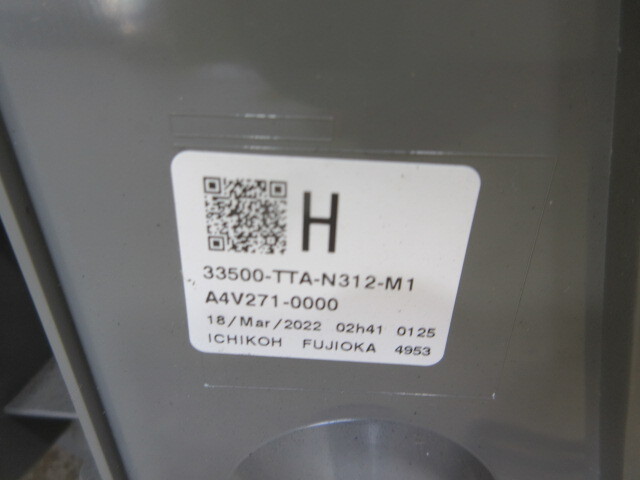 H
33500-TTA-N312-M1
A4V271-0000
18/Mar/2022 02h41 0125
ICHIKOH FUJIOKA 4953